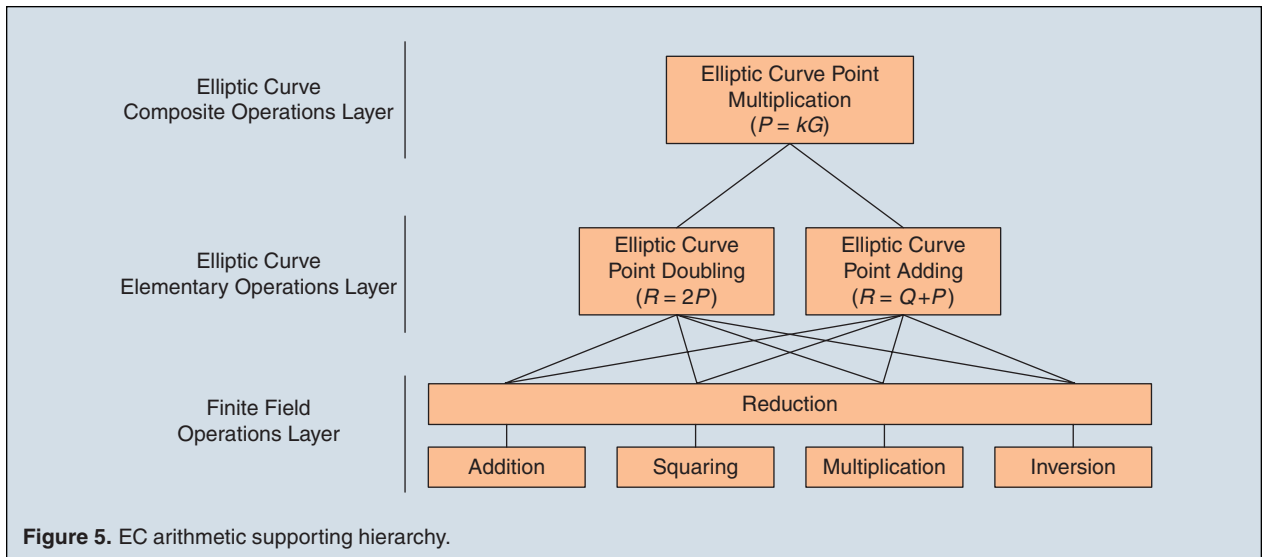 Elliptic Curve
Composite Operations Layer
Elliptic Curve Point
Multiplication
(P = kG)
Elliptic Curve
Elementary Operations Layer
Elliptic Curve
Point Doubling
(R = 2P)
Elliptic Curve
Point Adding
(R = Q+P)
Finite Field
Operations Layer
Reduction
Addition
Squaring
Multiplication
Inversion
Figure 5. EC arithmetic supporting hierarchy.